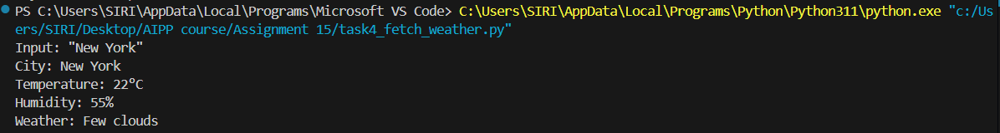 PS C:\Users\SIRI\AppData\Local\Programs\Microsoft VS Code> C:\Users\SIRI\AppData\Local\Programs\Python\Python311\python.exe "c:/Us
ers/SIRI/Desktop/AIPP course/Assignment 15/task4_fetch_weather.py"
Input: "New York"
City: New York
Temperature: 22°C
Humidity: 55%
Weather: Few clouds